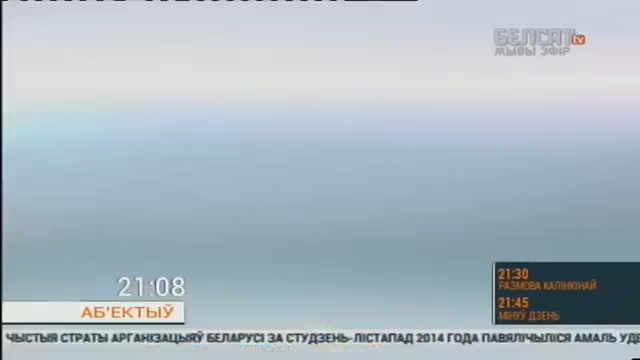 БЕЛСАТ tv
ЖЫВЫ ЭФІР
21:08
АБ'ЕКТЫЎ
21:30
РАЗМОВА КАЛІНКІНАЙ
21:45
МІНУЎ ДЗЕНЬ
ЧЫСТЫЯ СТРАТЫ АРГАНІЗАЦЫЯЎ БЕЛАРУСІ ЗА СТУДЗЕНЬ-ЛІСТАПАД 2014 ГОДА ПАВЯЛІЧЫЛІСЯ АМАЛЬ УДВ